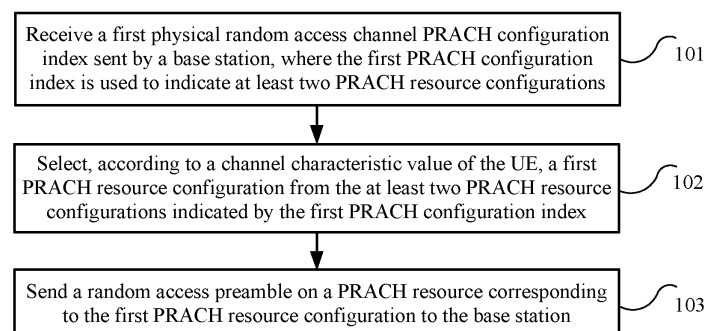 Receive a first physical random access channel PRACH configuration
index sent by a base station, where the first PRACH configuration
index is used to indicate at least two PRACH resource configurations
101
Select, according to a channel characteristic value of the UE, a first
PRACH resource configuration from the at least two PRACH resource
configurations indicated by the first PRACH configuration index
102
Send a random access preamble on a PRACH resource corresponding
to the first PRACH resource configuration to the base station
103